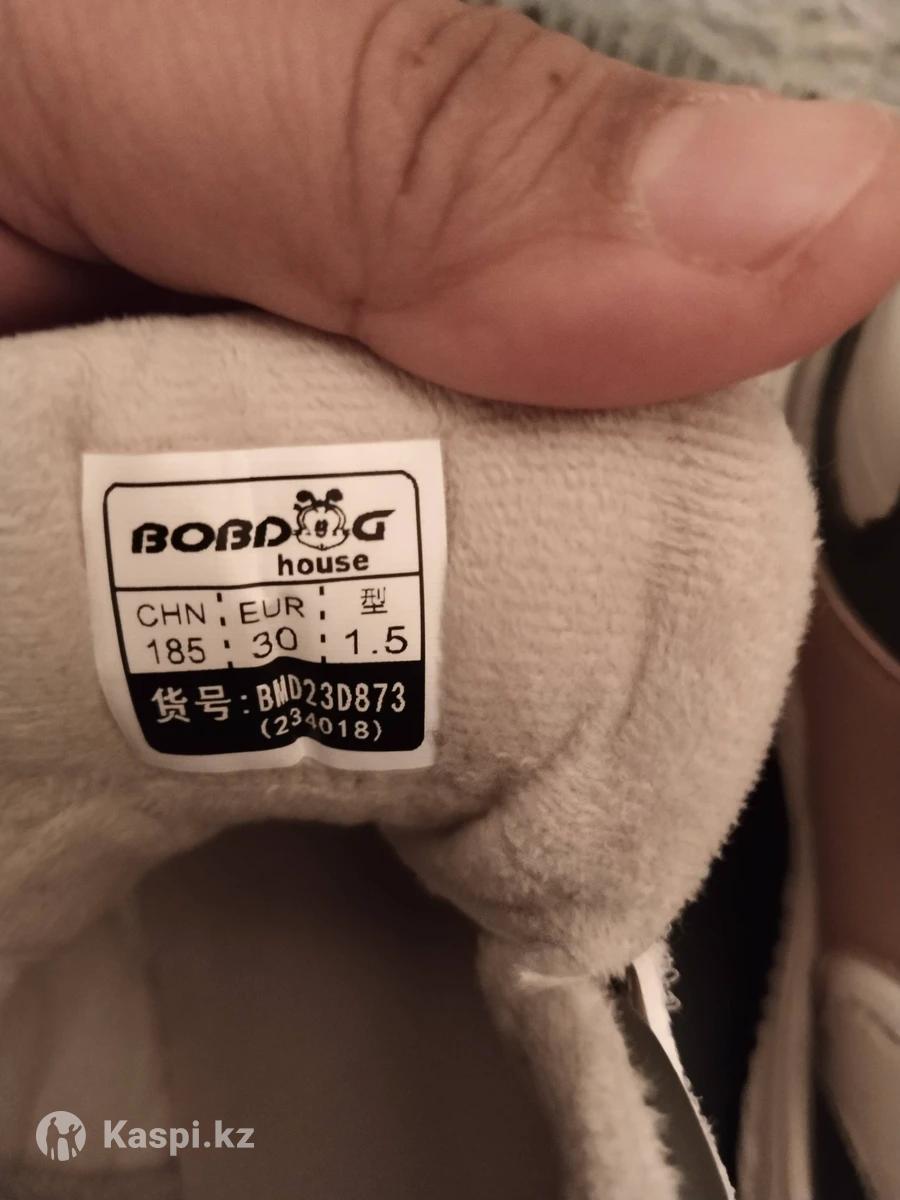 BOBDOG
house
CHN EUR 型
185 30 1.5
货号:BMD23D873
(234018)
Kaspi.kz